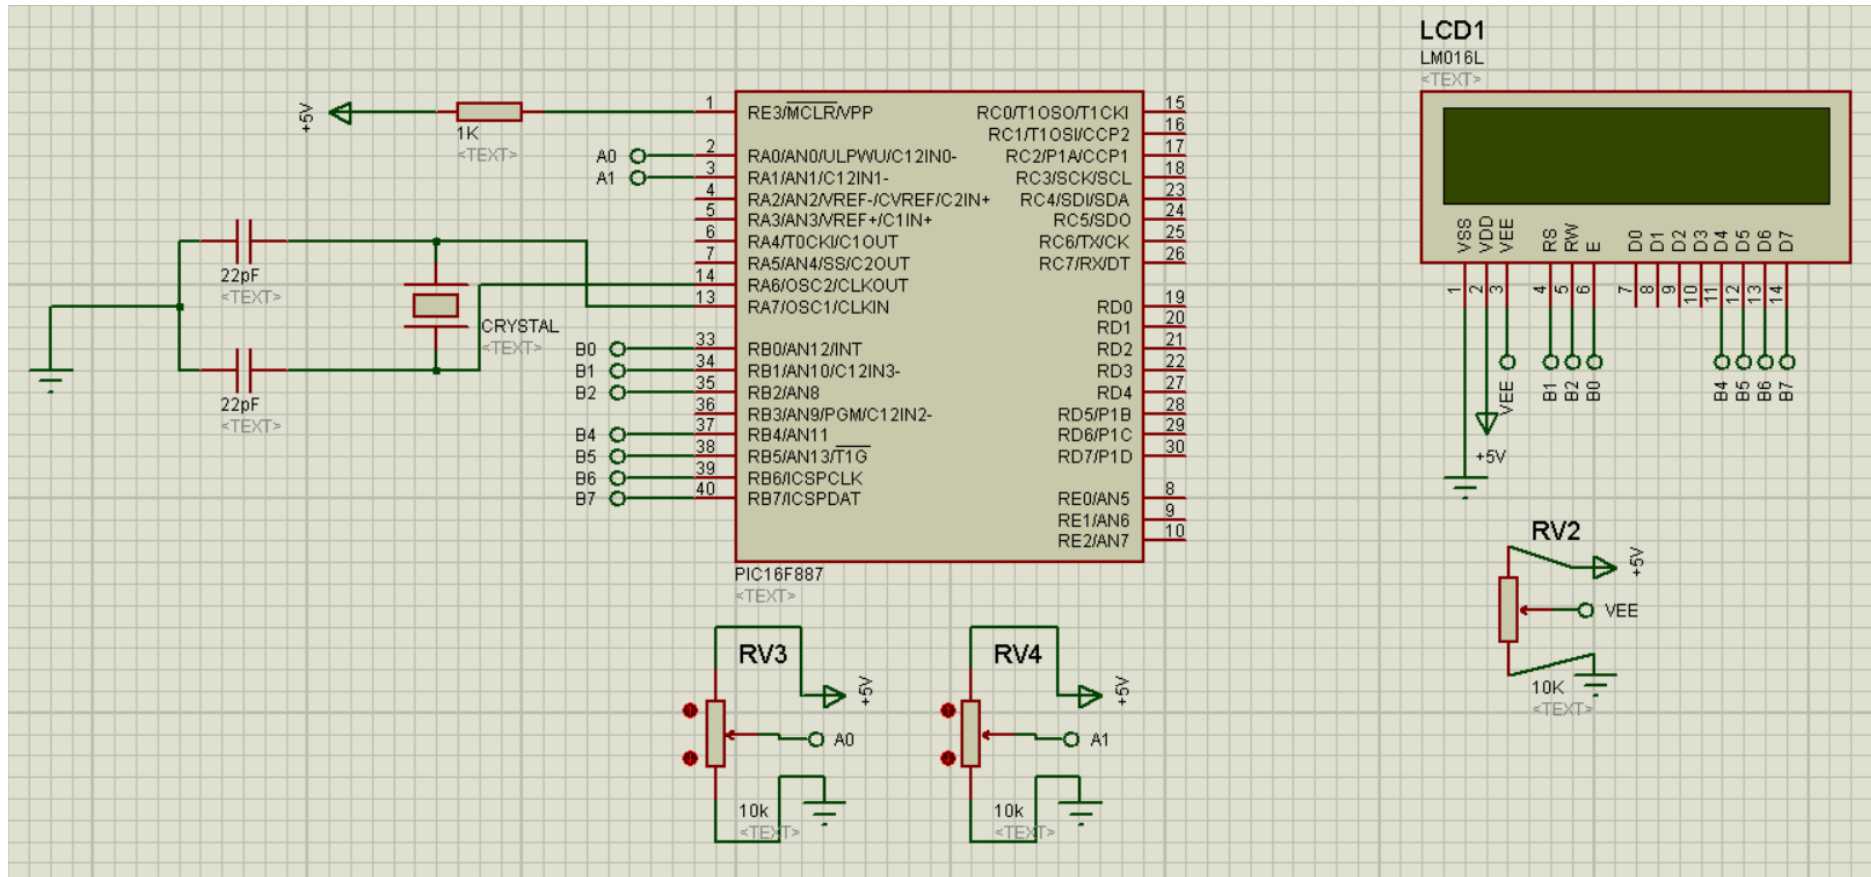 LCD1
LM016L
<TEXT>
+5V
1K
<TEXT>
A0
A1
22pF
<TEXT>
CRYSTAL
<TEXT>
22pF
<TEXT>
B0
B1
B2
B4
B5
B6
B7
1 RE3/MCLR/VPP
2 RA0/AN0/ULPWU/C12IN0-
3 RA1/AN1/C12IN1-
4 RA2/AN2/VREF-/CVREF/C2IN+
5 RA3/AN3/VREF+/C1IN+
6 RA4/T0CKI/C1OUT
7 RA5/AN4/SS/C2OUT
14 RA6/OSC2/CLKOUT
13 RA7/OSC1/CLKIN
33 RB0/AN12/INT
34 RB1/AN10/C12IN3-
35 RB2/AN8
36 RB3/AN9/PGM/C12IN2-
37 RB4/AN11
38 RB5/AN13/T1G
39 RB6/ICSPCLK
40 RB7/ICSPDAT
RC0/T1OSO/T1CKI 15
RC1/T1OSI/CCP2 16
RC2/P1A/CCP1 17
RC3/SCK/SCL 18
RC4/SDI/SDA 23
RC5/SDO 24
RC6/TX/CK 25
RC7/RX/DT 26
RD0 19
RD1 20
RD2 21
RD3 22
RD4 27
RD5/P1B 28
RD6/P1C 29
RD7/P1D 30
RE0/AN5 8
RE1/AN6 9
RE2/AN7 10
PIC16F887
<TEXT>
VSS VDD VEE RS RW E D0 D1 D2 D3 D4 D5 D6 D7
1 2 3 4 5 6 7 8 9 10 11 12 13 14
VEE B1 B2 B0 B4 B5 B6 B7
+5V
RV2
+5V
VEE
10K
<TEXT>
RV3
+5V
A0
10k
<TEXT>
RV4
+5V
A1
10k
<TEXT>